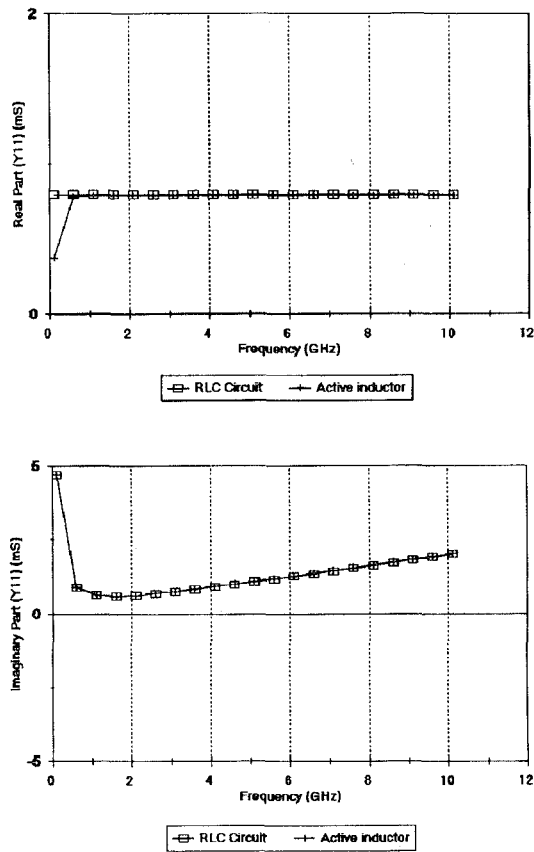 2
Real Part (Y11) (mS)
0
0 2 4 6 8 10 12
Frequency (GHz)
RLC Circuit Active inductor
5
Imaginary Part (Y11) (mS)
0
-5
0 2 4 6 8 10 12
Frequency (GHz)
RLC Circuit Active inductor